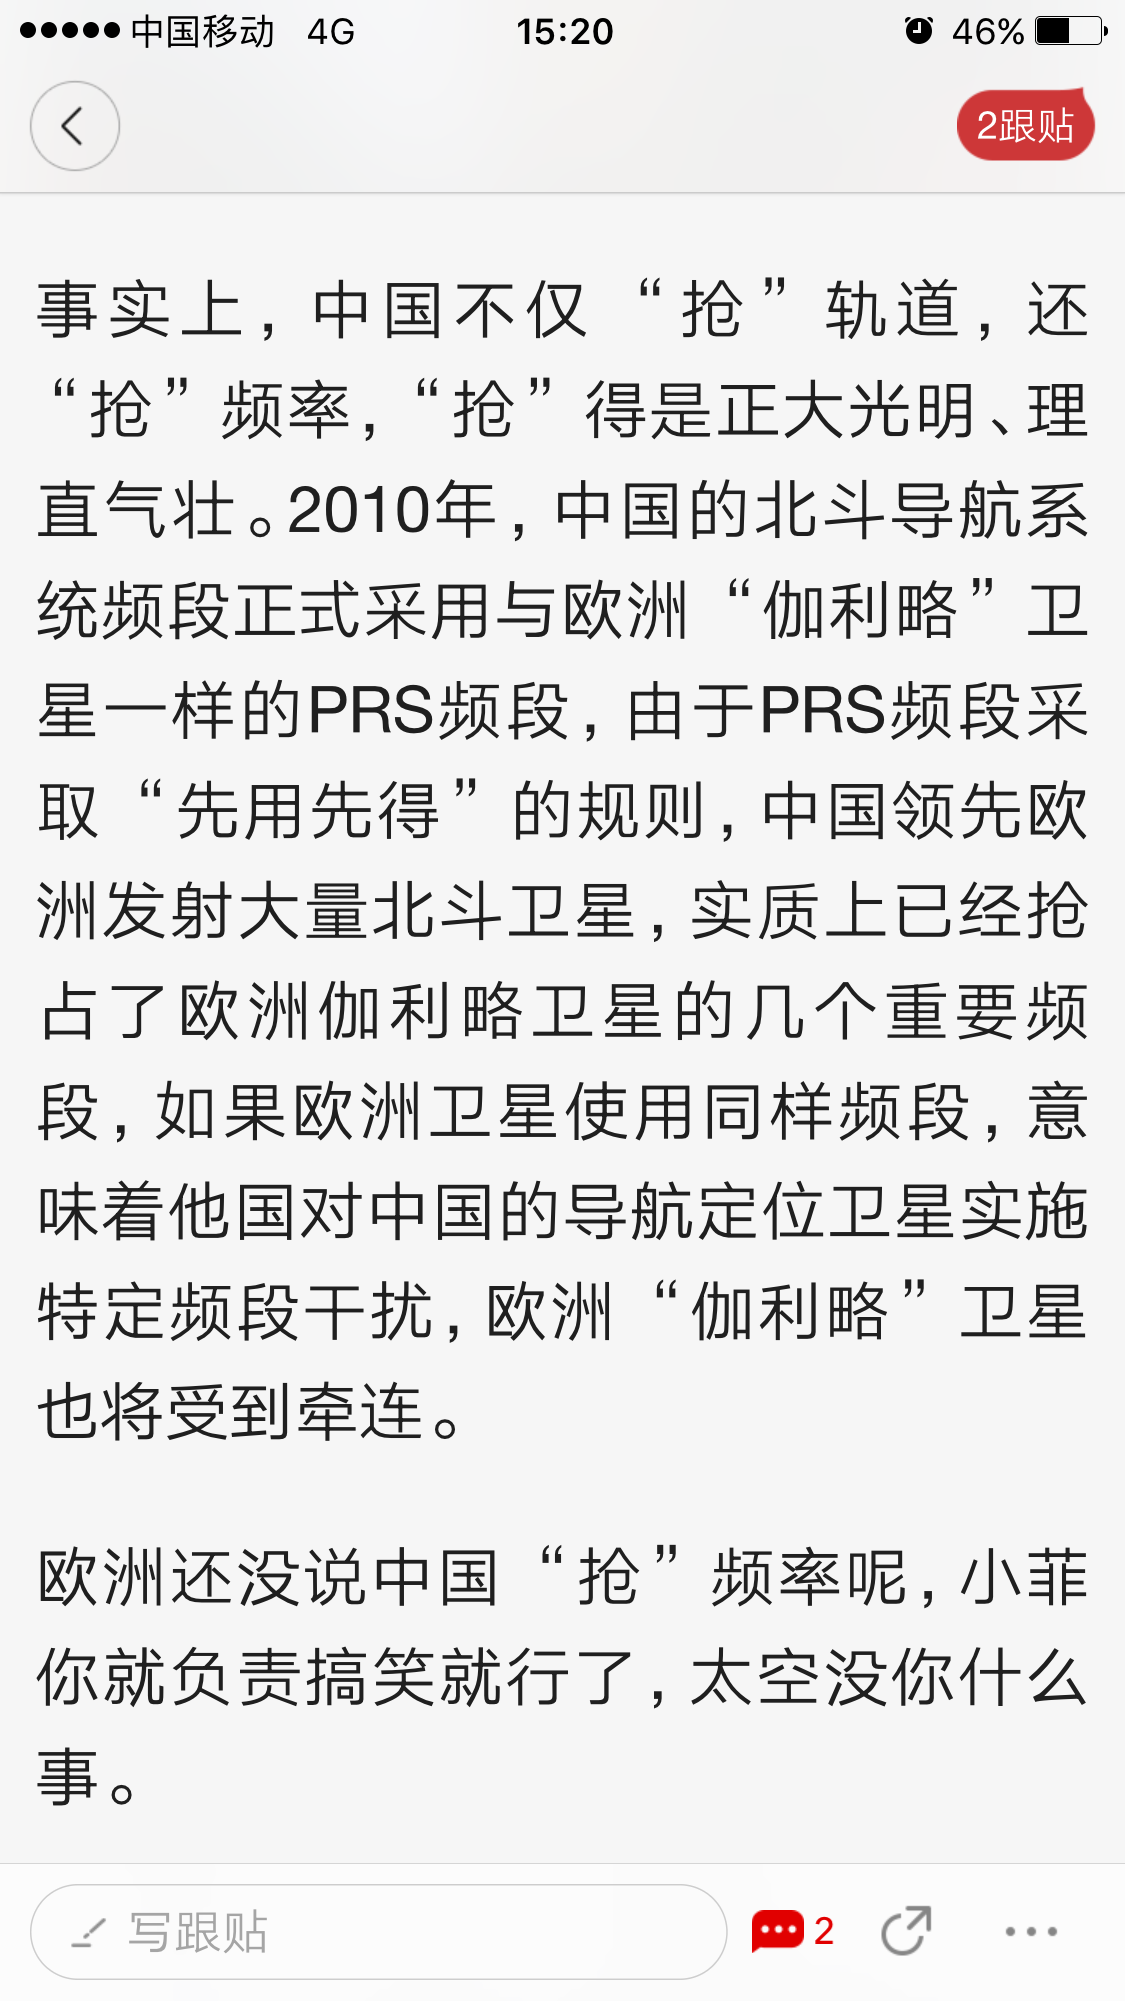 中国移动 4G 15:20 46%
2跟贴
事实上，中国不仅“抢”轨道，还
“抢”频率，“抢”得是正大光明、理
直气壮。2010年，中国的北斗导航系
统频段正式采用与欧洲“伽利略”卫
星一样的PRS频段，由于PRS频段采
取“先用先得”的规则，中国领先欧
洲发射大量北斗卫星，实质上已经抢
占了欧洲伽利略卫星的几个重要频
段，如果欧洲卫星使用同样频段，意
味着他国对中国的导航定位卫星实施
特定频段干扰，欧洲“伽利略”卫星
也将受到牵连。
欧洲还没说中国“抢”频率呢，小菲
你就负责搞笑就行了，太空没你什么
事。
写跟贴 2